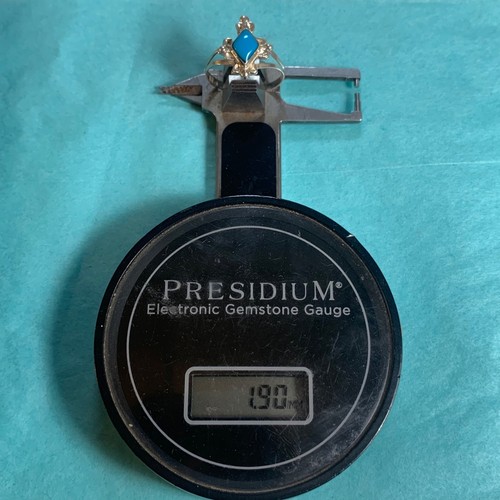 PRESIDIUM®
Electronic Gemstone Gauge
1.90